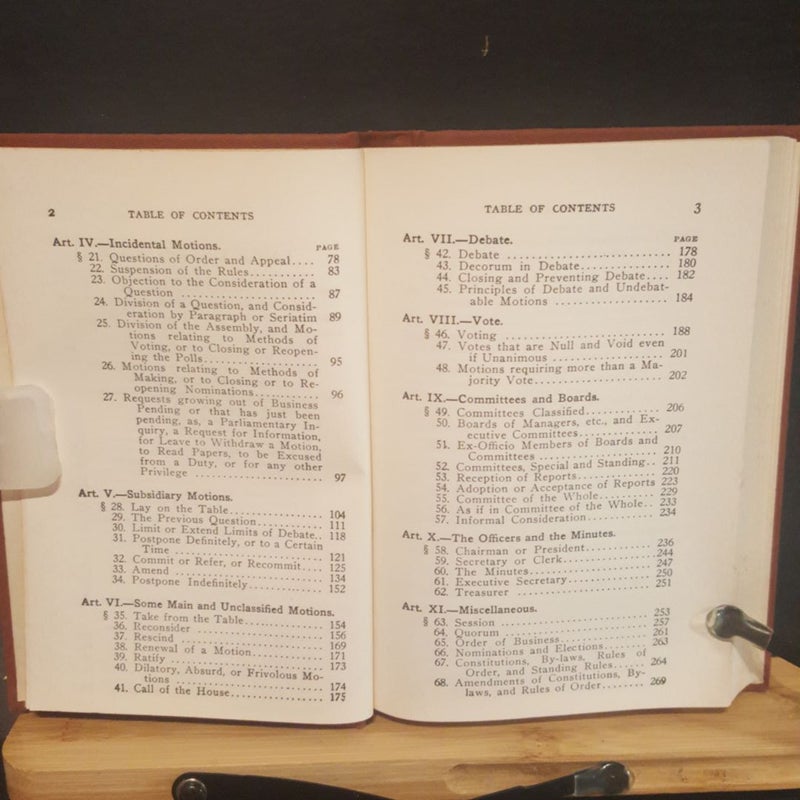 2 TABLE OF CONTENTS
Art. IV.—Incidental Motions. PAGE
§ 21. Questions of Order and Appeal.... 78
22. Suspension of the Rules........... 83
23. Objection to the Consideration of a
Question ........................ 87
24. Division of a Question, and Consid-
eration by Paragraph or Seriatim 89
25. Division of the Assembly, and Mo-
tions relating to Methods of
Voting, or to Closing or Reopen-
ing the Polls..................... 95
26. Motions relating to Methods of
Making, or to Closing or to Re-
opening Nominations............. 96
27. Requests growing out of Business
Pending or that has just been
pending, as, a Parliamentary In-
quiry, a Request for Information,
for Leave to Withdraw a Motion,
to Read Papers, to be Excused
from a Duty, or for any other
Privilege ........................ 97
Art. V.—Subsidiary Motions.
§ 28. Lay on the Table................. 104
29. The Previous Question............ 111
30. Limit or Extend Limits of Debate.. 118
31. Postpone Definitely, or to a Certain
Time ............................ 121
32. Commit or Refer, or Recommit.... 125
33. Amend ........................... 134
34. Postpone Indefinitely............. 152
Art. VI.—Some Main and Unclassified Motions.
§ 35. Take from the Table.............. 154
36. Reconsider ...................... 156
37. Rescind ......................... 169
38. Renewal of a Motion.............. 171
39. Ratify .......................... 173
40. Dilatory, Absurd, or Frivolous Mo-
tions ........................... 174
41. Call of the House................ 175
TABLE OF CONTENTS 3
Art. VII.—Debate. PAGE
§ 42. Debate .......................... 178
43. Decorum in Debate............... 180
44. Closing and Preventing Debate.... 182
45. Principles of Debate and Undebat-
able Motions .................... 184
Art. VIII.—Vote.
§ 46. Voting .......................... 188
47. Votes that are Null and Void even
if Unanimous .................... 201
48. Motions requiring more than a Ma-
jority Vote...................... 202
Art. IX.—Committees and Boards.
§ 49. Committees Classified............. 206
50. Boards of Managers, etc., and Ex-
ecutive Committees............... 207
51. Ex-Officio Members of Boards and
Committees ...................... 210
52. Committees, Special and Standing.. 211
53. Reception of Reports.............. 220
54. Adoption or Acceptance of Reports 223
55. Committee of the Whole........... 229
56. As if in Committee of the Whole.. 233
57. Informal Consideration............ 234
Art. X.—The Officers and the Minutes.
§ 58. Chairman or President............. 236
59. Secretary or Clerk................ 244
60. The Minutes...................... 247
61. Executive Secretary............... 250
62. Treasurer ....................... 251
Art. XI.—Miscellaneous.
§ 63. Session ......................... 253
64. Quorum .......................... 257
65. Order of Business................. 261
66. Nominations and Elections......... 263
67. Constitutions, By-laws, Rules of
Order, and Standing Rules...... 264
68. Amendments of Constitutions, By-
laws, and Rules of Order........ 269